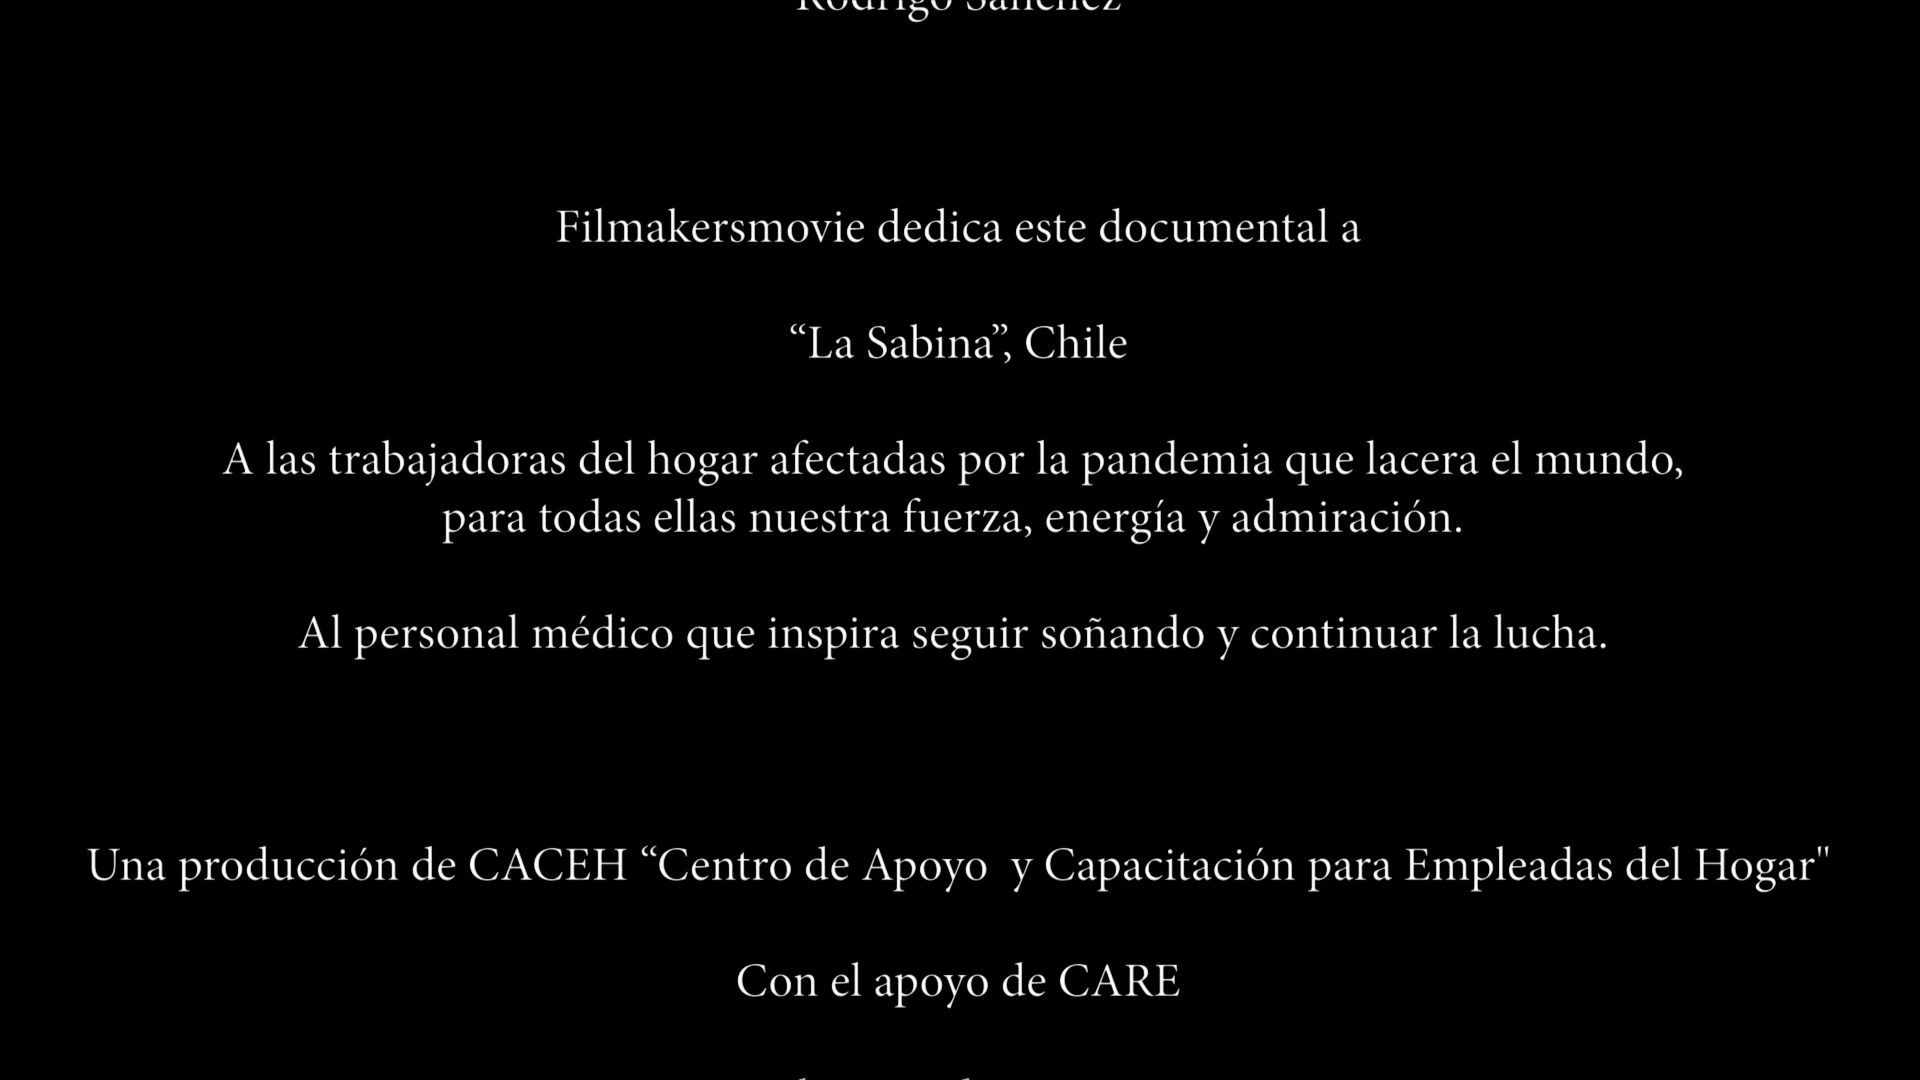 Rodrigo Sánchez
Filmakersmovie dedica este documental a
“La Sabina”, Chile
A las trabajadoras del hogar afectadas por la pandemia que lacera el mundo,
para todas ellas nuestra fuerza, energía y admiración.
Al personal médico que inspira seguir soñando y continuar la lucha.
Una producción de CACEH “Centro de Apoyo  y Capacitación para Empleadas del Hogar"
Con el apoyo de CARE